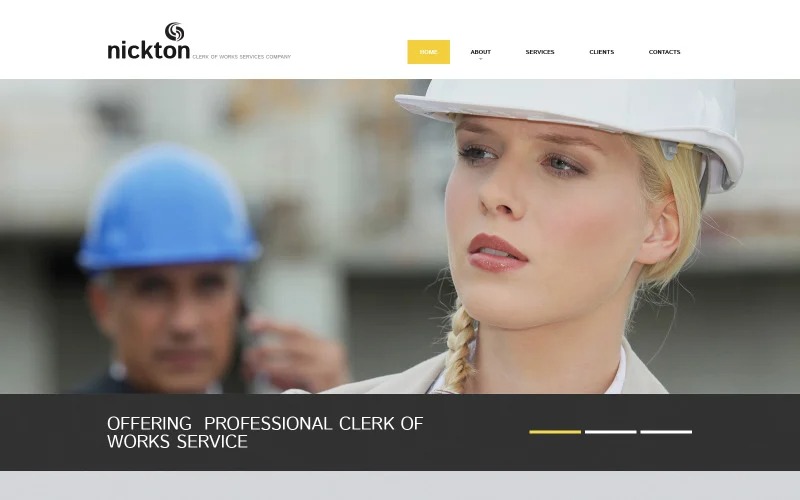 nickton CLERK OF WORKS SERVICES COMPANY
HOME ABOUT SERVICES CLIENTS CONTACTS
OFFERING PROFESSIONAL CLERK OF
WORKS SERVICE